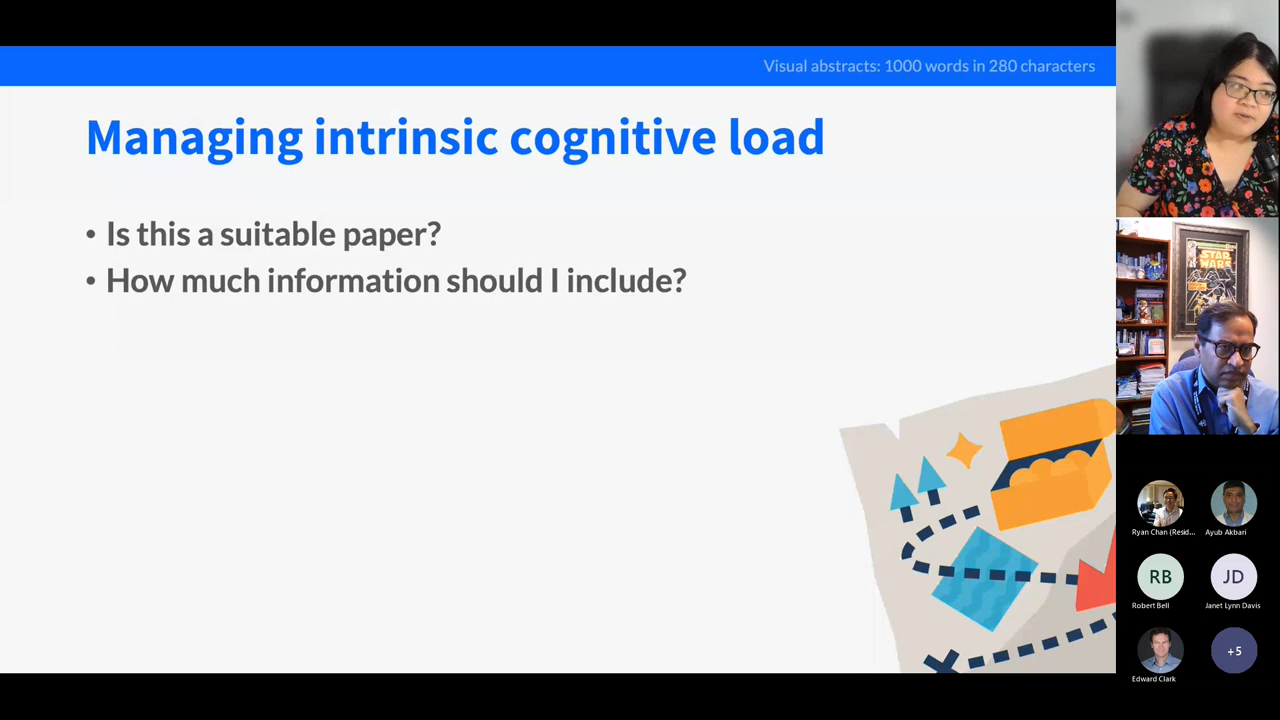 Visual abstracts: 1000 words in 280 characters
Managing intrinsic cognitive load
• Is this a suitable paper?
• How much information should I include?
STAR
WARS
Ryan Chan (Resid...
Ayub Akbari
RB
JD
Robert Bell
Janet Lynn Davis
Edward Clark
+5